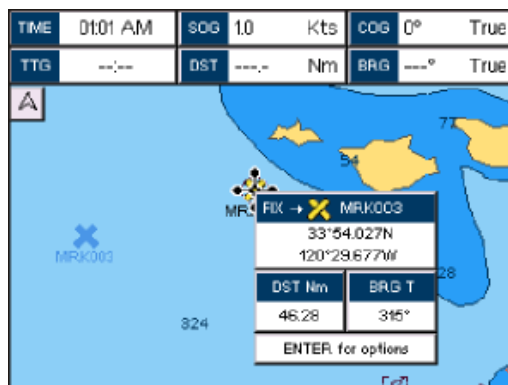 TIME 01:01 AM SOG 1.0 Kts COG 0° True
TTG --:-- DST ---.- Nm BRG ---° True
77
54
MR
FIX → MRK003
33°54.027N
120°29.677W
MRK003
28
DST Nm BRG T
46.28 315°
324
ENTER for options